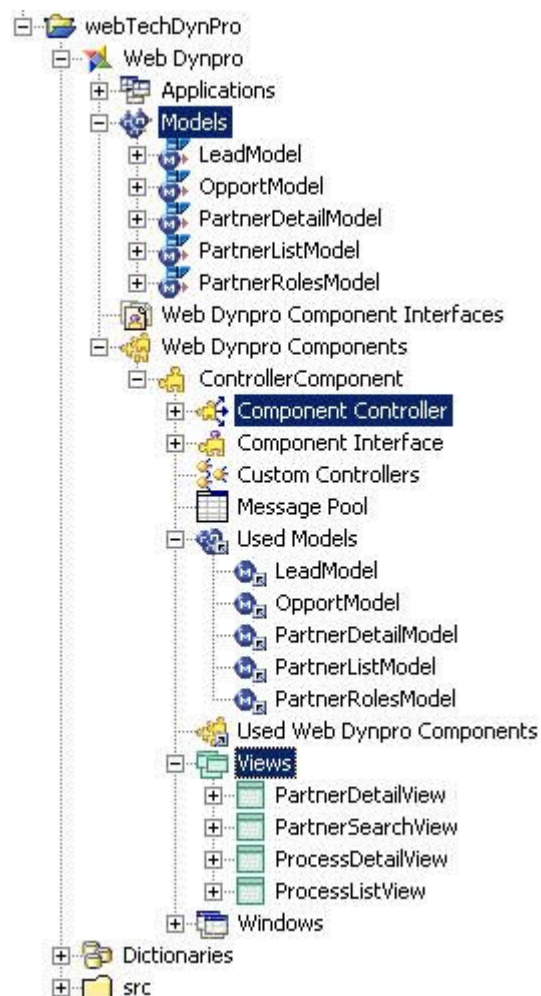 webTechDynPro
Web Dynpro
Applications
Models
LeadModel
OpportModel
PartnerDetailModel
PartnerListModel
PartnerRolesModel
Web Dynpro Component Interfaces
Web Dynpro Components
ControllerComponent
Component Controller
Component Interface
Custom Controllers
Message Pool
Used Models
LeadModel
OpportModel
PartnerDetailModel
PartnerListModel
PartnerRolesModel
Used Web Dynpro Components
Views
PartnerDetailView
PartnerSearchView
ProcessDetailView
ProcessListView
Windows
Dictionaries
src